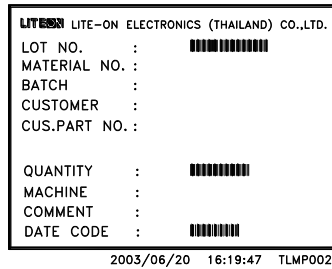 LITEON LITE-ON ELECTRONICS (THAILAND) CO.,LTD.
LOT NO. :
MATERIAL NO. :
BATCH :
CUSTOMER :
CUS.PART NO. :
QUANTITY :
MACHINE :
COMMENT :
DATE CODE :
2003/06/20 16:19:47 TLMP002